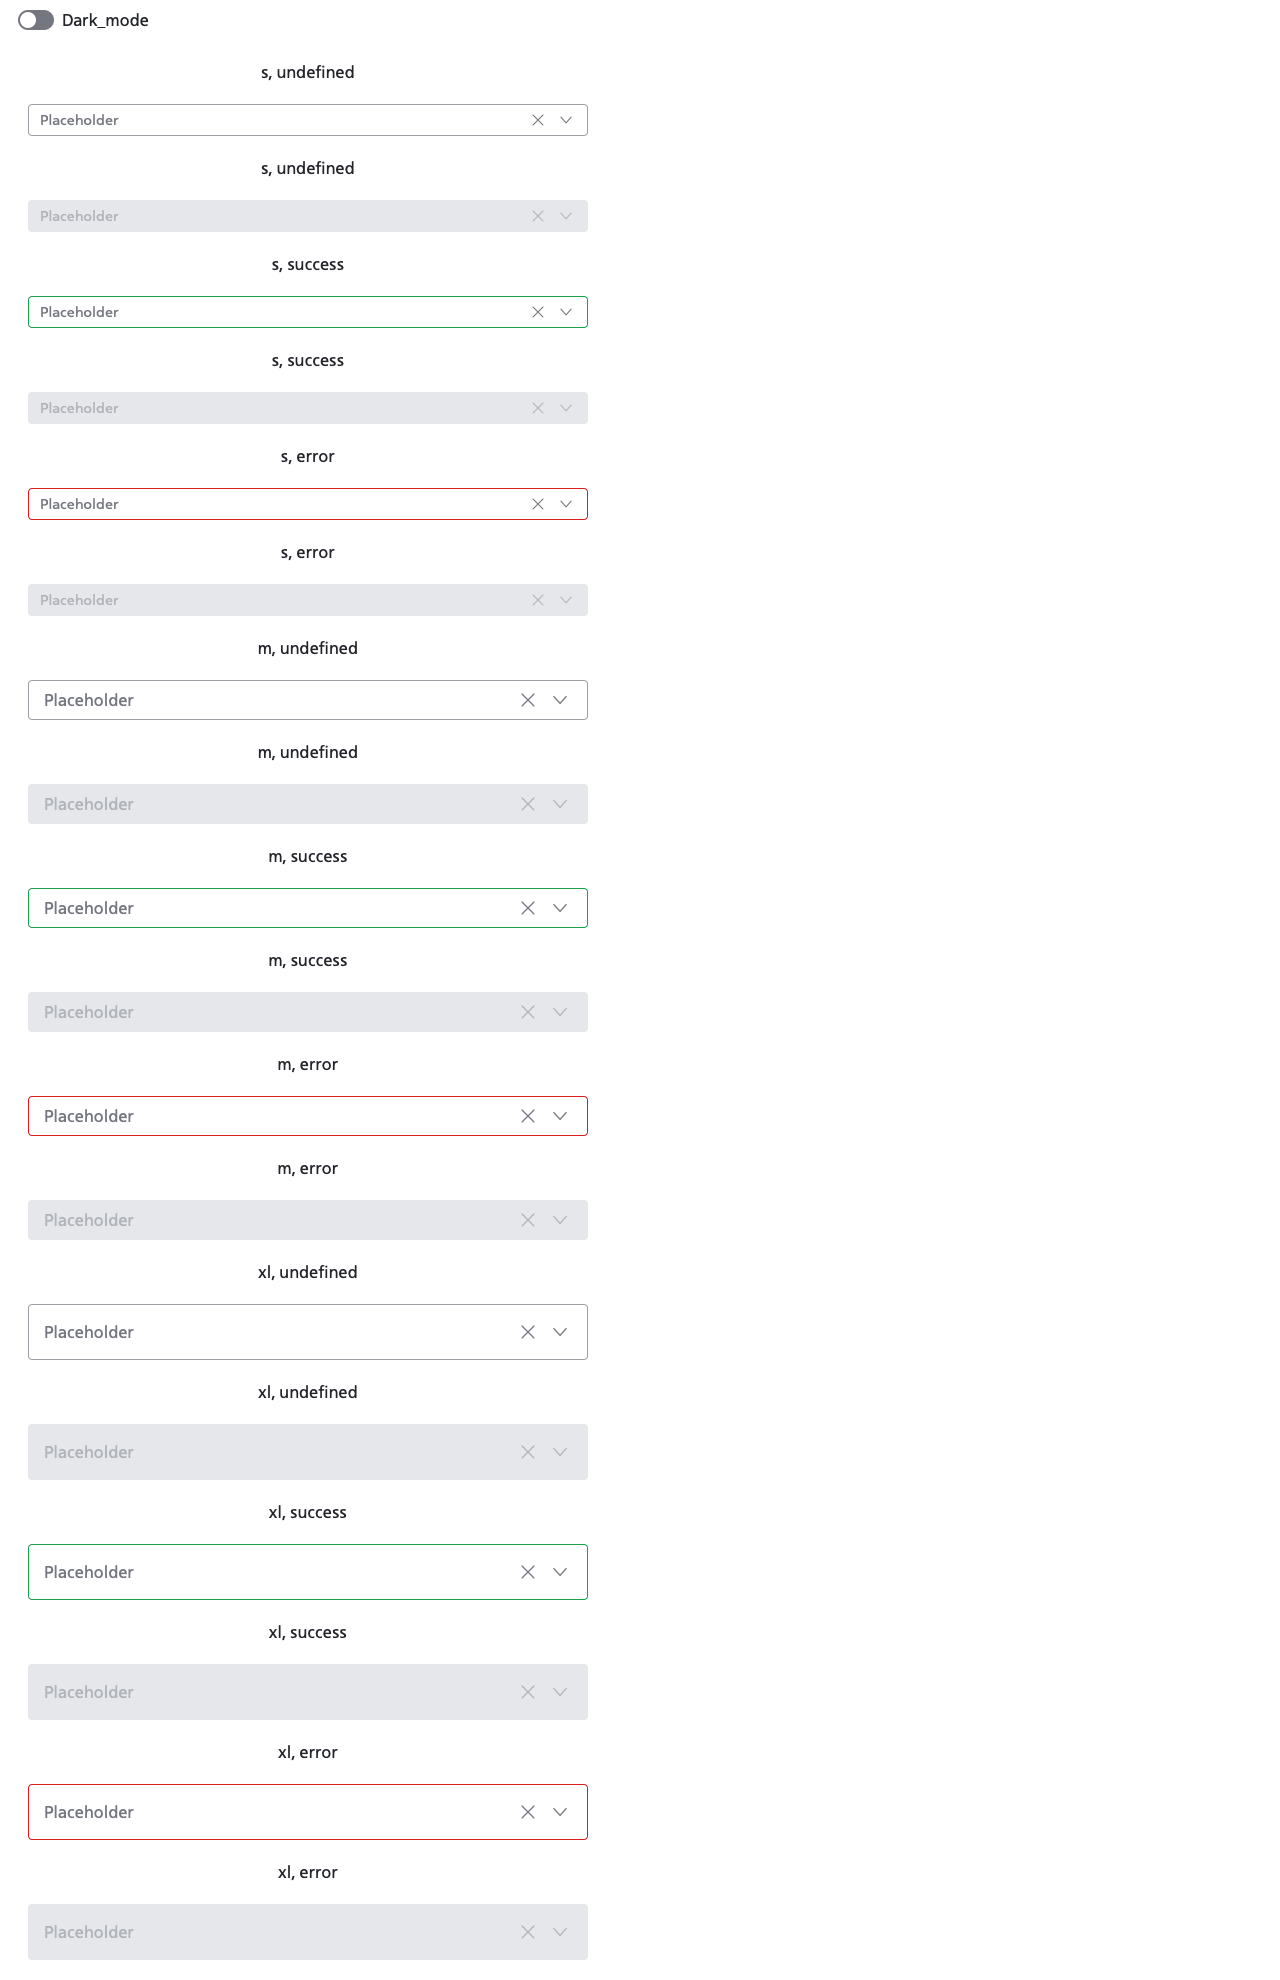 Dark_mode
s, undefined
Placeholder
s, undefined
Placeholder
s, success
Placeholder
s, success
Placeholder
s, error
Placeholder
s, error
Placeholder
m, undefined
Placeholder
m, undefined
Placeholder
m, success
Placeholder
m, success
Placeholder
m, error
Placeholder
m, error
Placeholder
xl, undefined
Placeholder
xl, undefined
Placeholder
xl, success
Placeholder
xl, success
Placeholder
xl, error
Placeholder
xl, error
Placeholder